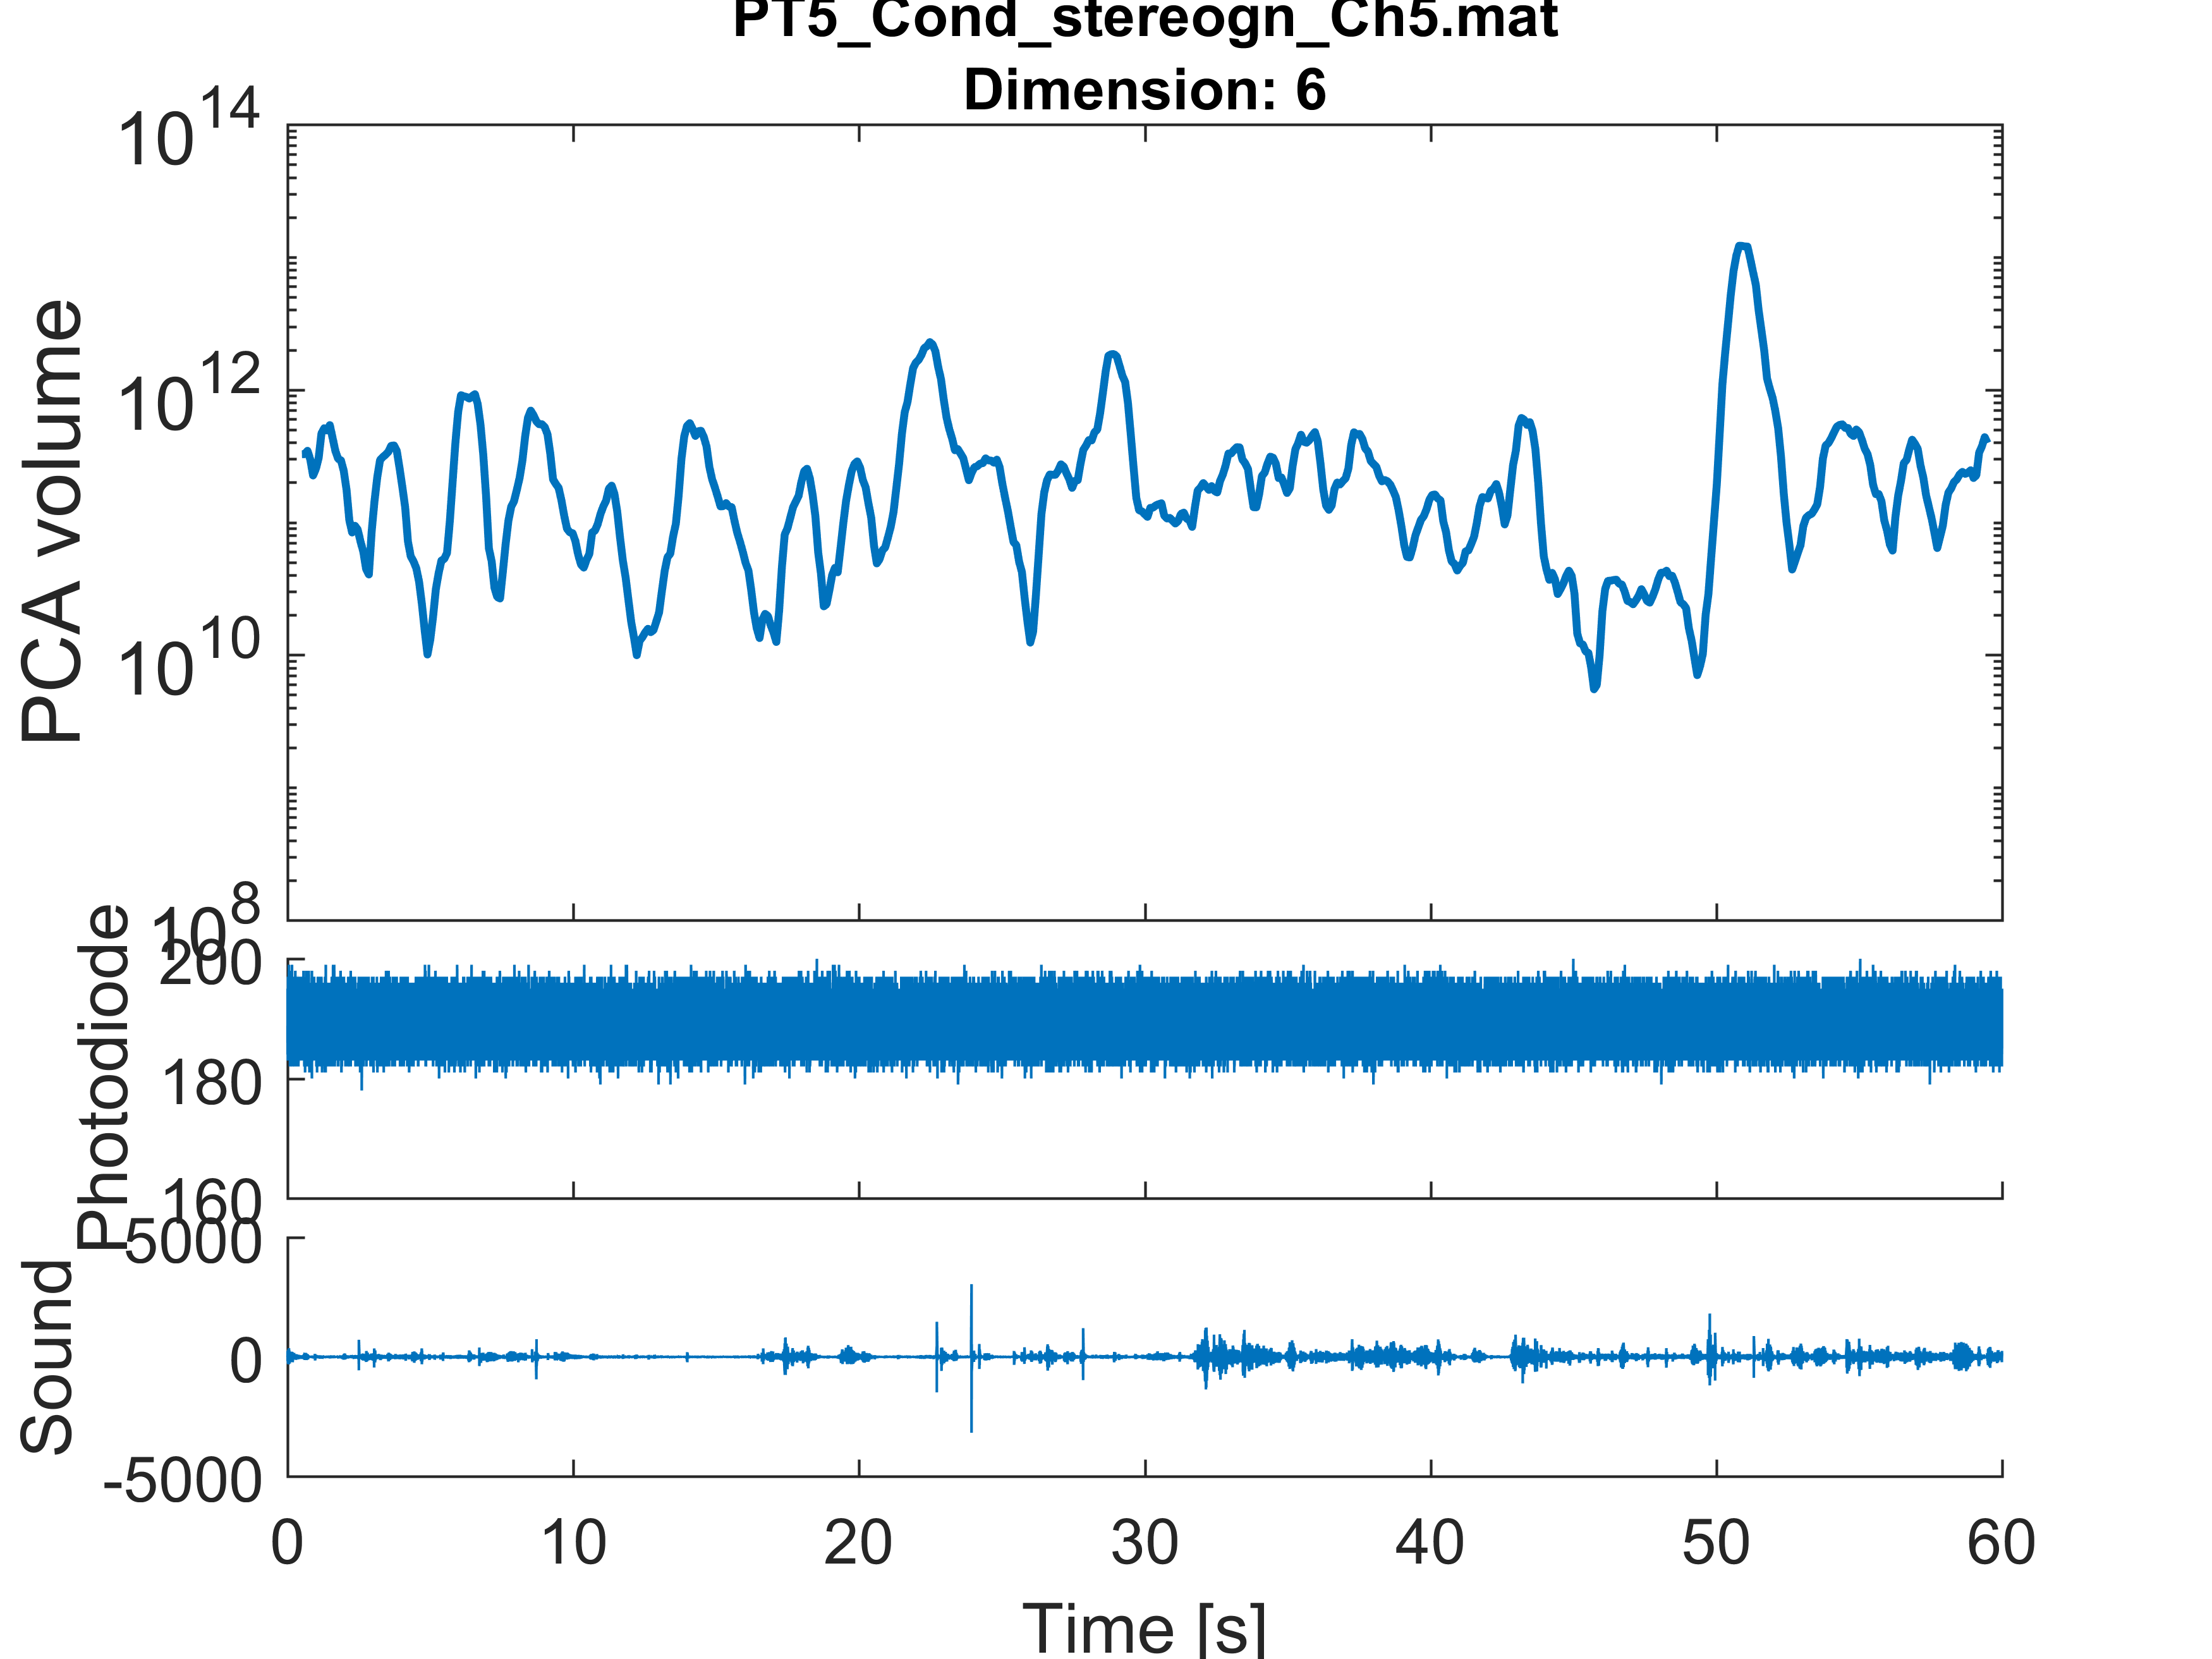 PT5_Cond_stereogn_Ch5.mat
Dimension: 6
10^14
10^12
10^10
10^8
PCA volume
200
180
160
Photodiode
5000
0
-5000
Sound
0 10 20 30 40 50 60
Time [s]